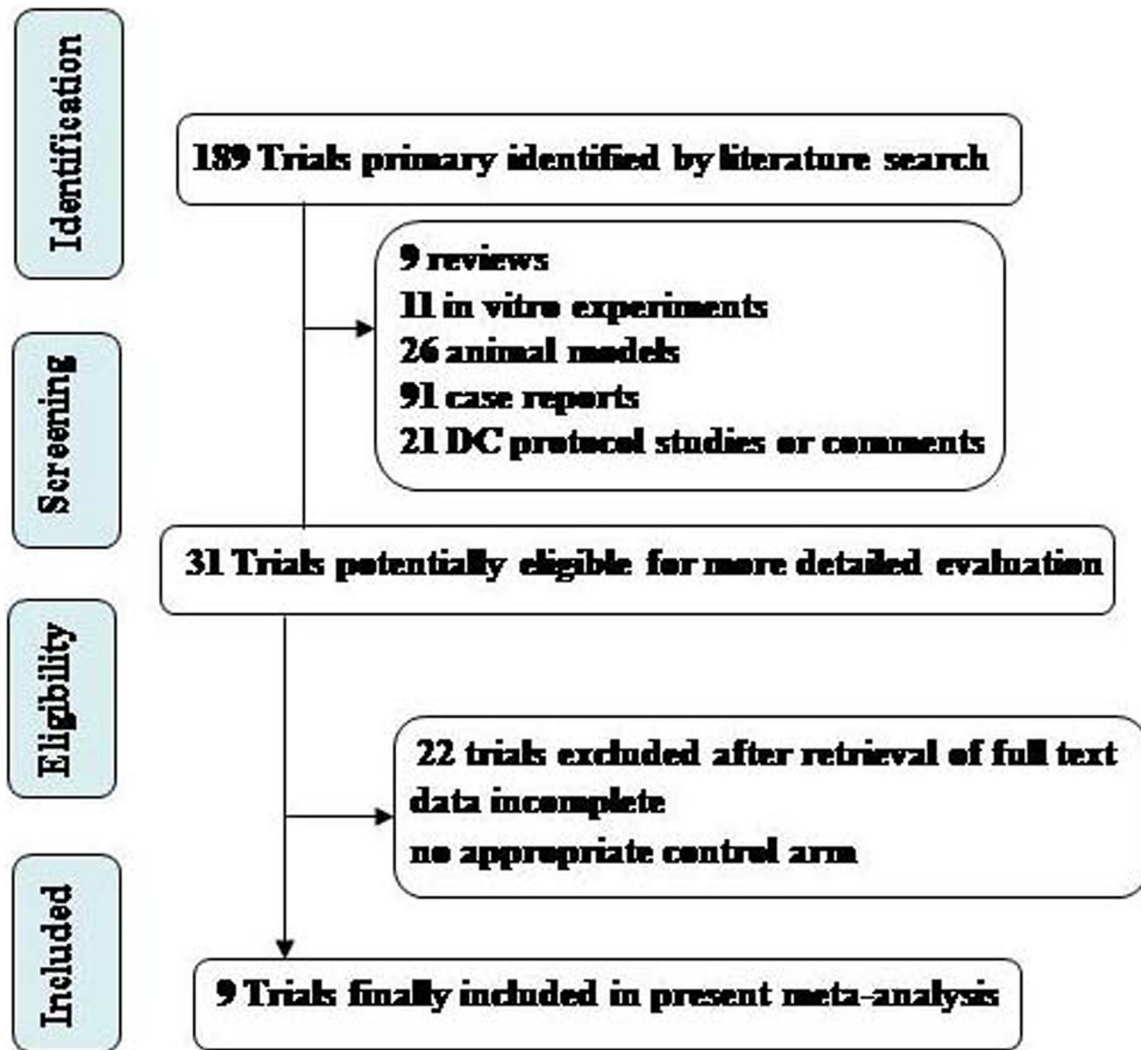 Identification
189 Trials primary identified by literature search
9 reviews
11 in vitro experiments
26 animal models
91 case reports
21 DC protocol studies or comments
Screening
31 Trials potentially eligible for more detailed evaluation
Eligibility
22 trials excluded after retrieval of full text
data incomplete
no appropriate control arm
Included
9 Trials finally included in present meta-analysis